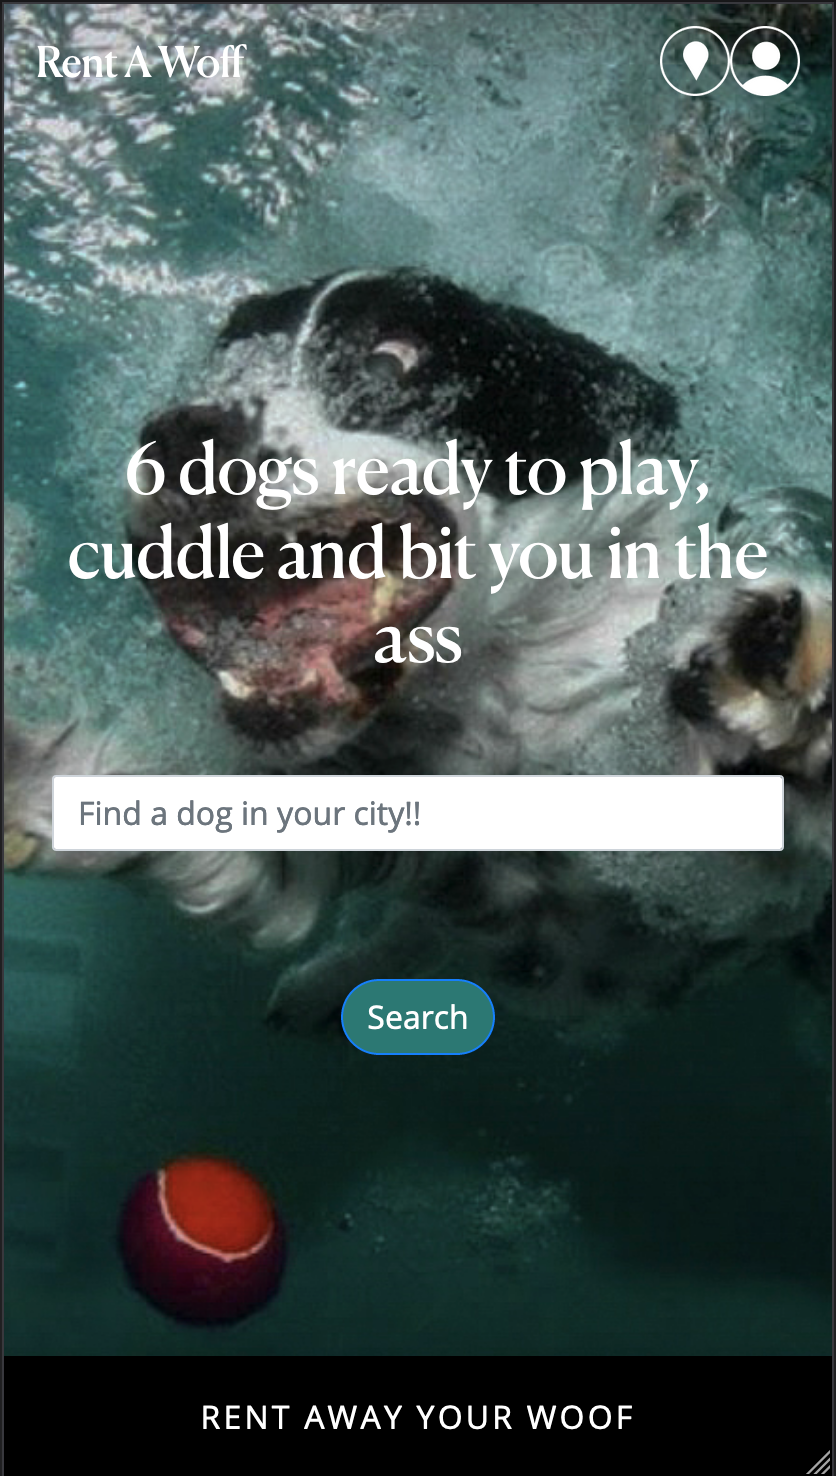 Rent A Woff
6 dogs ready to play,
cuddle and bit you in the
ass
Find a dog in your city!!
Search
RENT AWAY YOUR WOOF